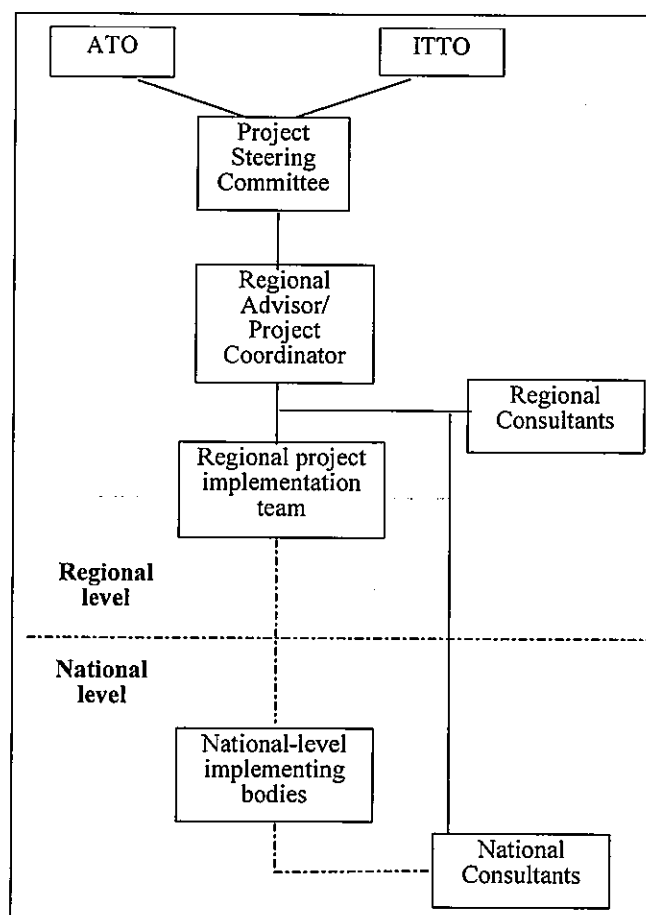 ATO
ITTO
Project
Steering
Committee
Regional
Advisor/
Project
Coordinator
Regional
Consultants
Regional project
implementation
team
Regional
level
National
level
National-level
implementing
bodies
National
Consultants